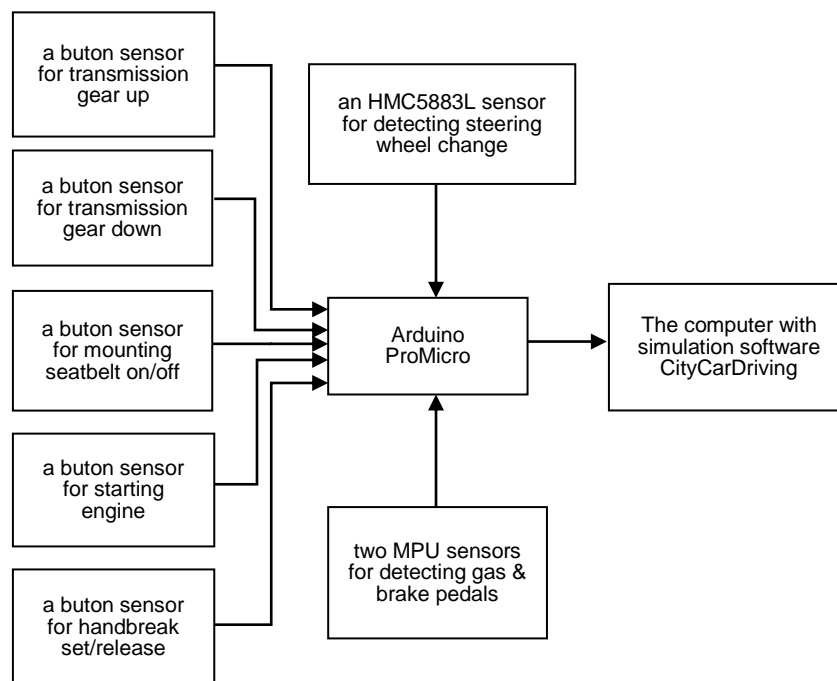 a buton sensor
for transmission
gear up
a buton sensor
for transmission
gear down
a buton sensor
for mounting
seatbelt on/off
a buton sensor
for starting
engine
a buton sensor
for handbreak
set/release
an HMC5883L sensor
for detecting steering
wheel change
Arduino
ProMicro
two MPU sensors
for detecting gas &
brake pedals
The computer with
simulation software
CityCarDriving